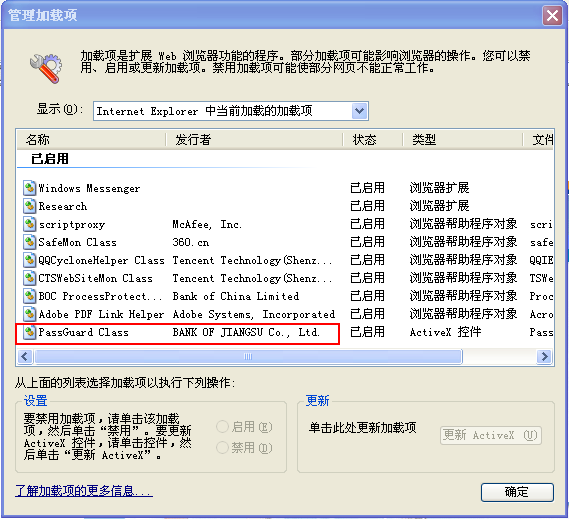 管理加载项
加载项是扩展 Web 浏览器功能的程序。部分加载项可能影响浏览器的操作。您可以禁
用、启用或更新加载项。禁用加载项可能使部分网页不能正常工作。
显示(O): Internet Explorer 中当前加载的加载项
名称 发行者 状态 类型 文件
已启用
Windows Messenger 已启用 浏览器扩展
Research 已启用 浏览器扩展
scriptproxy McAfee, Inc. 已启用 浏览器帮助程序对象 scri
SafeMon Class 360.cn 已启用 浏览器帮助程序对象 safe
QQCycloneHelper Class Tencent Technology(Shenz... 已启用 浏览器帮助程序对象 QQIE
CTSWebSiteMon Class Tencent Technology(Shenz... 已启用 浏览器帮助程序对象 TSWe
BOC ProcessProtect... Bank of China Limited 已启用 浏览器帮助程序对象 Proc
Adobe PDF Link Helper Adobe Systems, Incorporated 已启用 浏览器帮助程序对象 Acro
PassGuard Class BANK OF JIANGSU Co., Ltd. 已启用 ActiveX 控件 Pass
从上面的列表选择加载项以执行下列操作:
设置
要禁用加载项，请单击该加载
项，然后单击“禁用”。要更新
ActiveX 控件，请单击控件，然
后单击“更新 ActiveX”。
启用(E)
禁用(D)
更新
单击此处更新加载项
更新 ActiveX (U)
了解加载项的更多信息...
确定